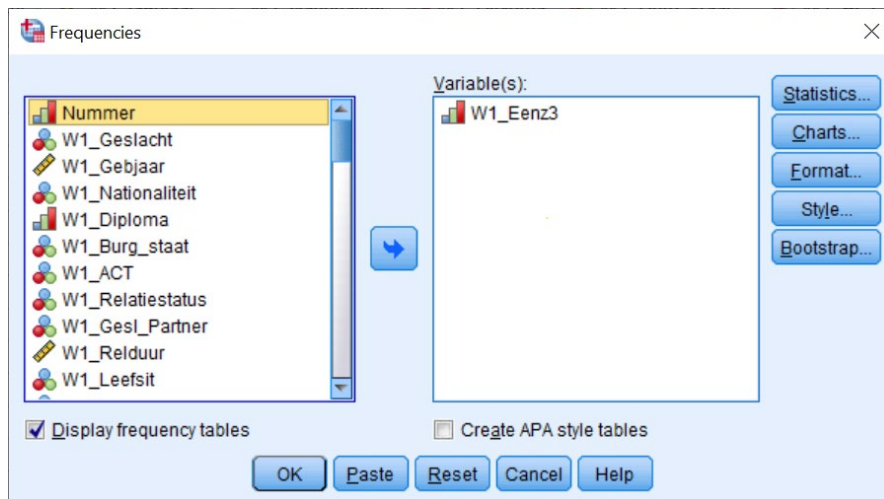 Frequencies
Nummer
W1_Geslacht
W1_Gebjaar
W1_Nationaliteit
W1_Diploma
W1_Burg_staat
W1_ACT
W1_Relatiestatus
W1_Gesl_Partner
W1_Relduur
W1_Leefsit
Variable(s):
W1_Eenz3
Statistics...
Charts...
Format...
Style...
Bootstrap...
Display frequency tables
Create APA style tables
OK Paste Reset Cancel Help